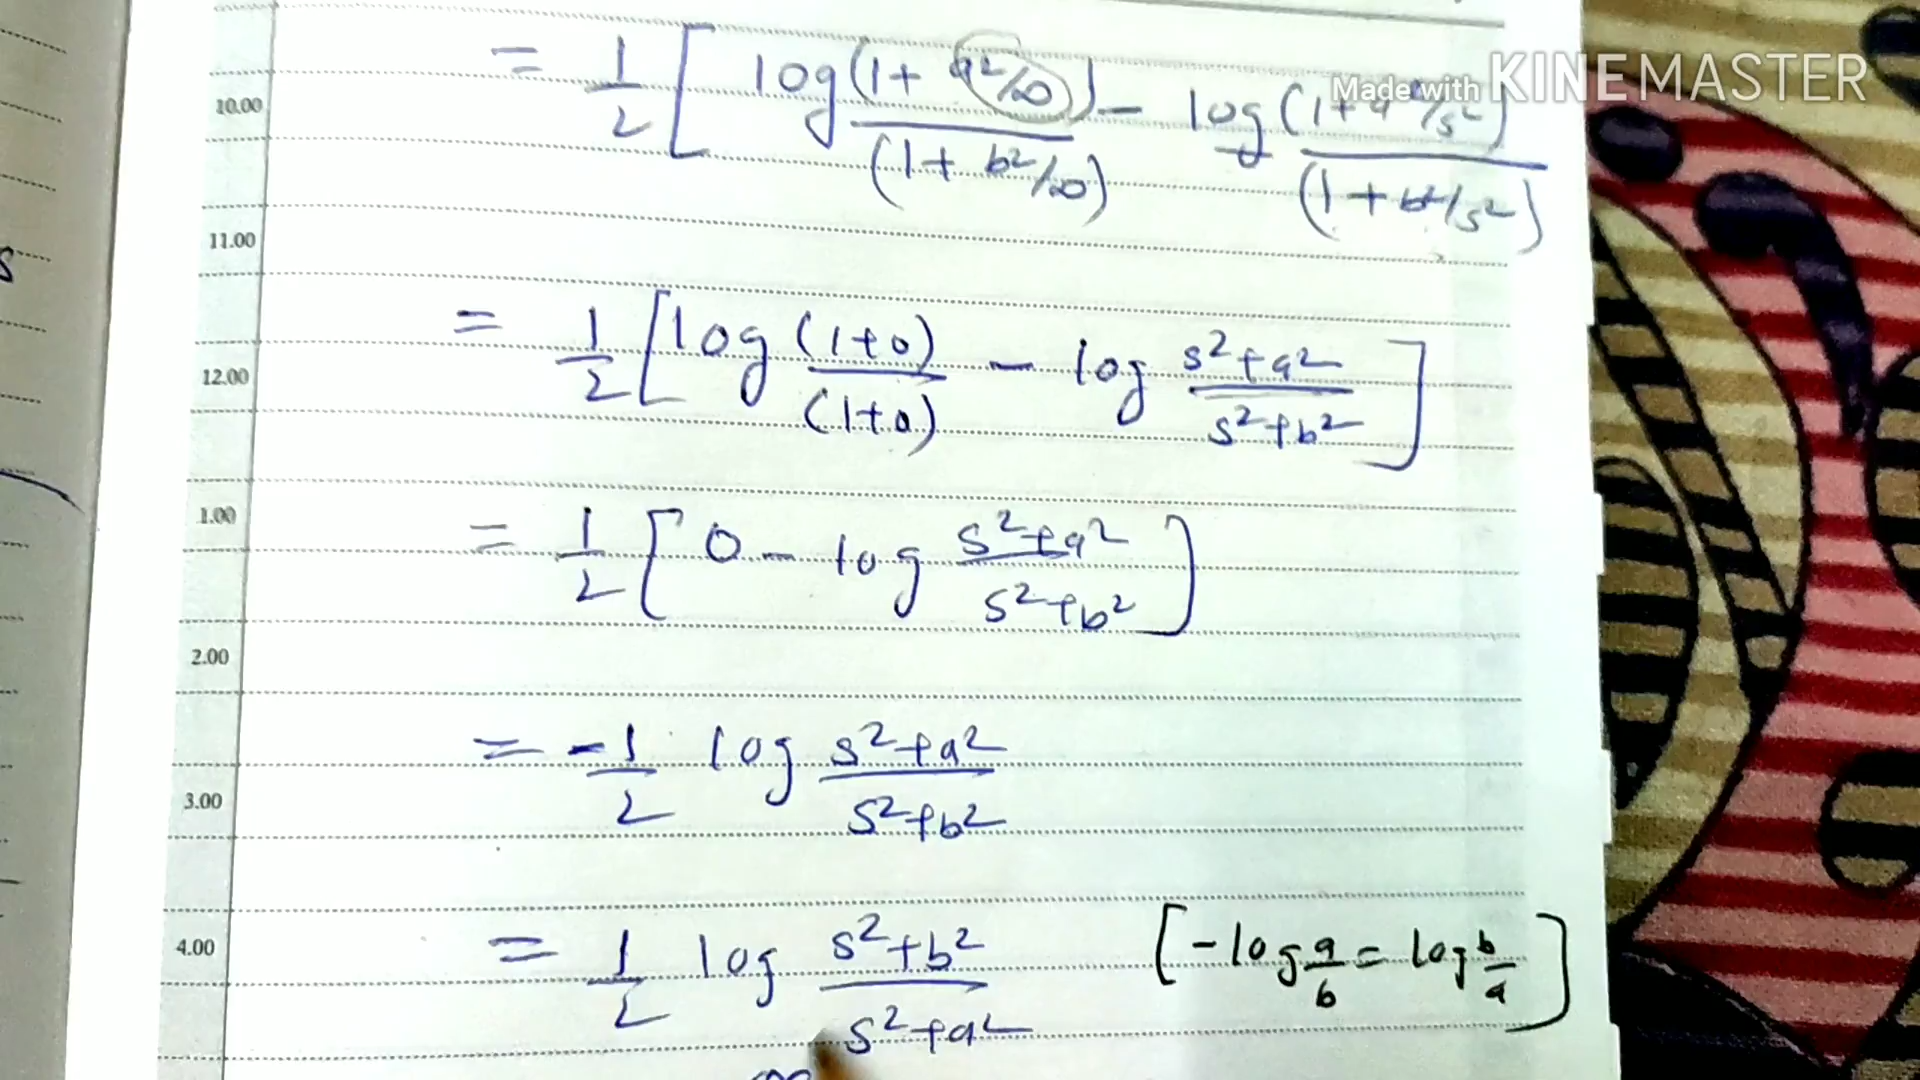 Made with KINEMASTER
= 1/2 [ log (1 + a²/∞)/(1 + b²/∞) - log (1 + a²/s²)/(1 + b²/s²)
10.00
11.00
= 1/2 [ log (1+0)/(1+0) - log s²+a²/s²+b² ]
12.00
= 1/2 [ 0 - log s²+a²/s²+b² ]
1.00
2.00
= -1/2 log s²+a²/s²+b²
3.00
= 1/2 log s²+b²/s²+a² [ -log a/b = log b/a ]
4.00